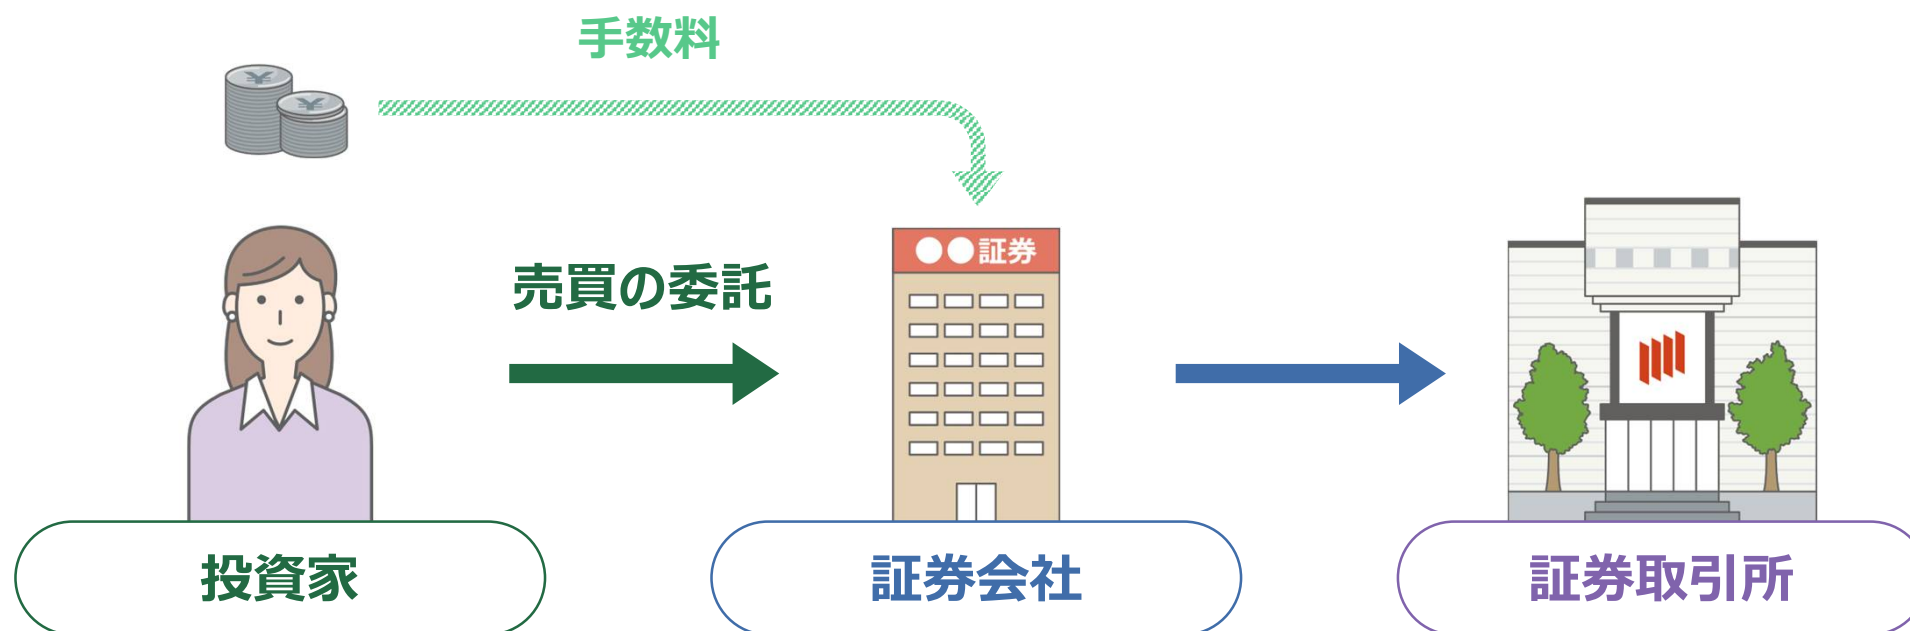 手数料
●●証券
売買の委託
投資家
証券会社
証券取引所